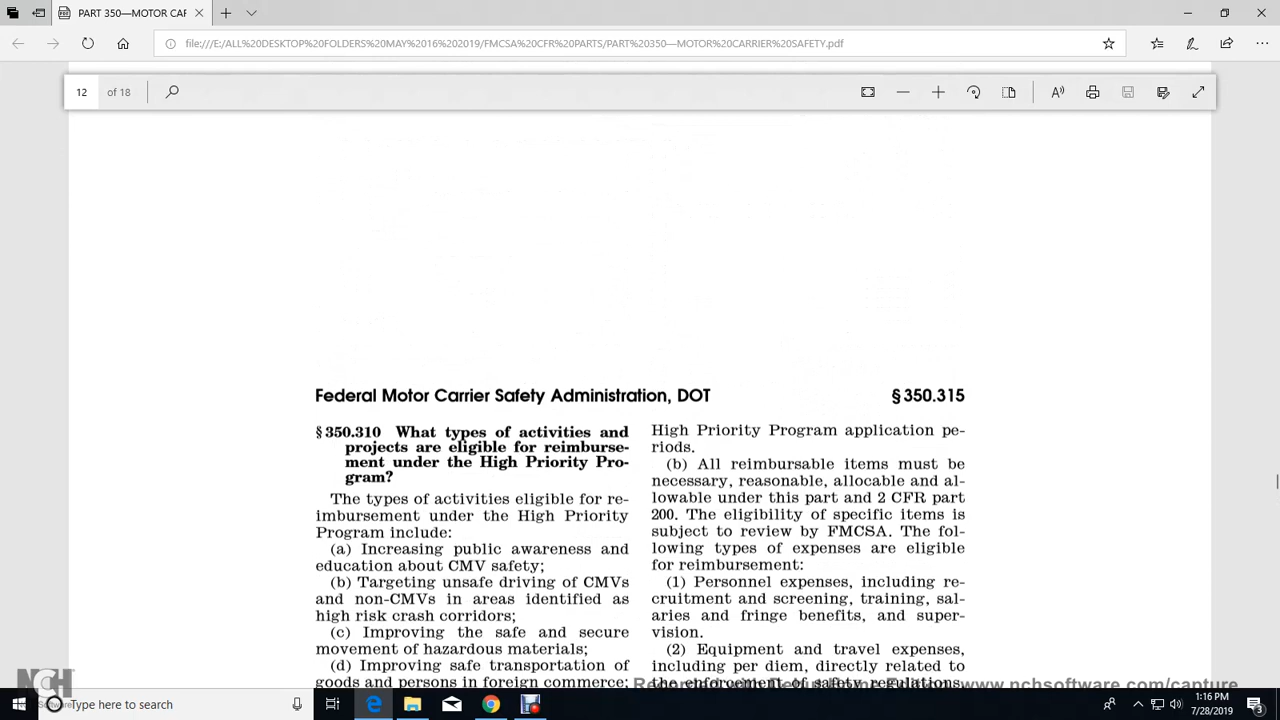 PART 350—MOTOR CAF
file:///E:/ALL%20DESKTOP%20FOLDERS%20MAY%2016%202019/FMCSA%20CFR%20PARTS/PART%20350—MOTOR%20CARRIER%20SAFETY.pdf
12 of 18
Federal Motor Carrier Safety Administration, DOT
§ 350.315
§ 350.310 What types of activities and
projects are eligible for reimburse-
ment under the High Priority Pro-
gram?
The types of activities eligible for re-
imbursement under the High Priority
Program include:
(a) Increasing public awareness and
education about CMV safety;
(b) Targeting unsafe driving of CMVs
and non-CMVs in areas identified as
high risk crash corridors;
(c) Improving the safe and secure
movement of hazardous materials;
(d) Improving safe transportation of
goods and persons in foreign commerce;
High Priority Program application pe-
riods.
(b) All reimbursable items must be
necessary, reasonable, allocable and al-
lowable under this part and 2 CFR part
200. The eligibility of specific items is
subject to review by FMCSA. The fol-
lowing types of expenses are eligible
for reimbursement:
(1) Personnel expenses, including re-
cruitment and screening, training, sal-
aries and fringe benefits, and super-
vision.
(2) Equipment and travel expenses,
including per diem, directly related to
the enforcement of safety regulations,
www.nchsoftware.com/capture
NCH
Software
Type here to search
1:16 PM
7/28/2019